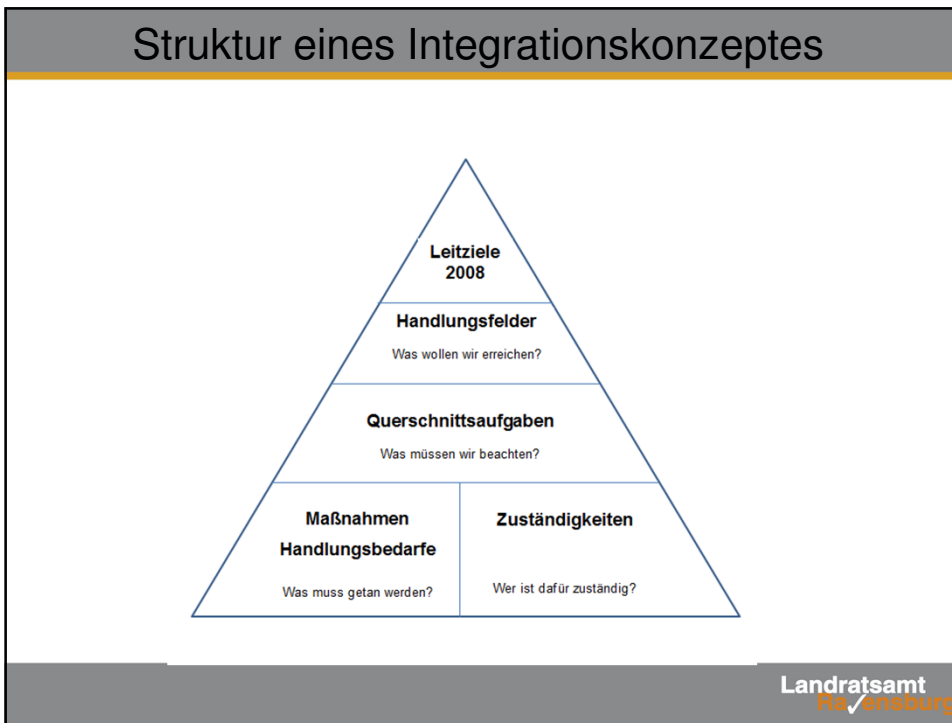 Struktur eines Integrationskonzeptes
Leitziele
2008
Handlungsfelder
Was wollen wir erreichen?
Querschnittsaufgaben
Was müssen wir beachten?
Maßnahmen
Handlungsbedarfe
Was muss getan werden?
Zuständigkeiten
Wer ist dafür zuständig?
Landratsamt
Ravensburg